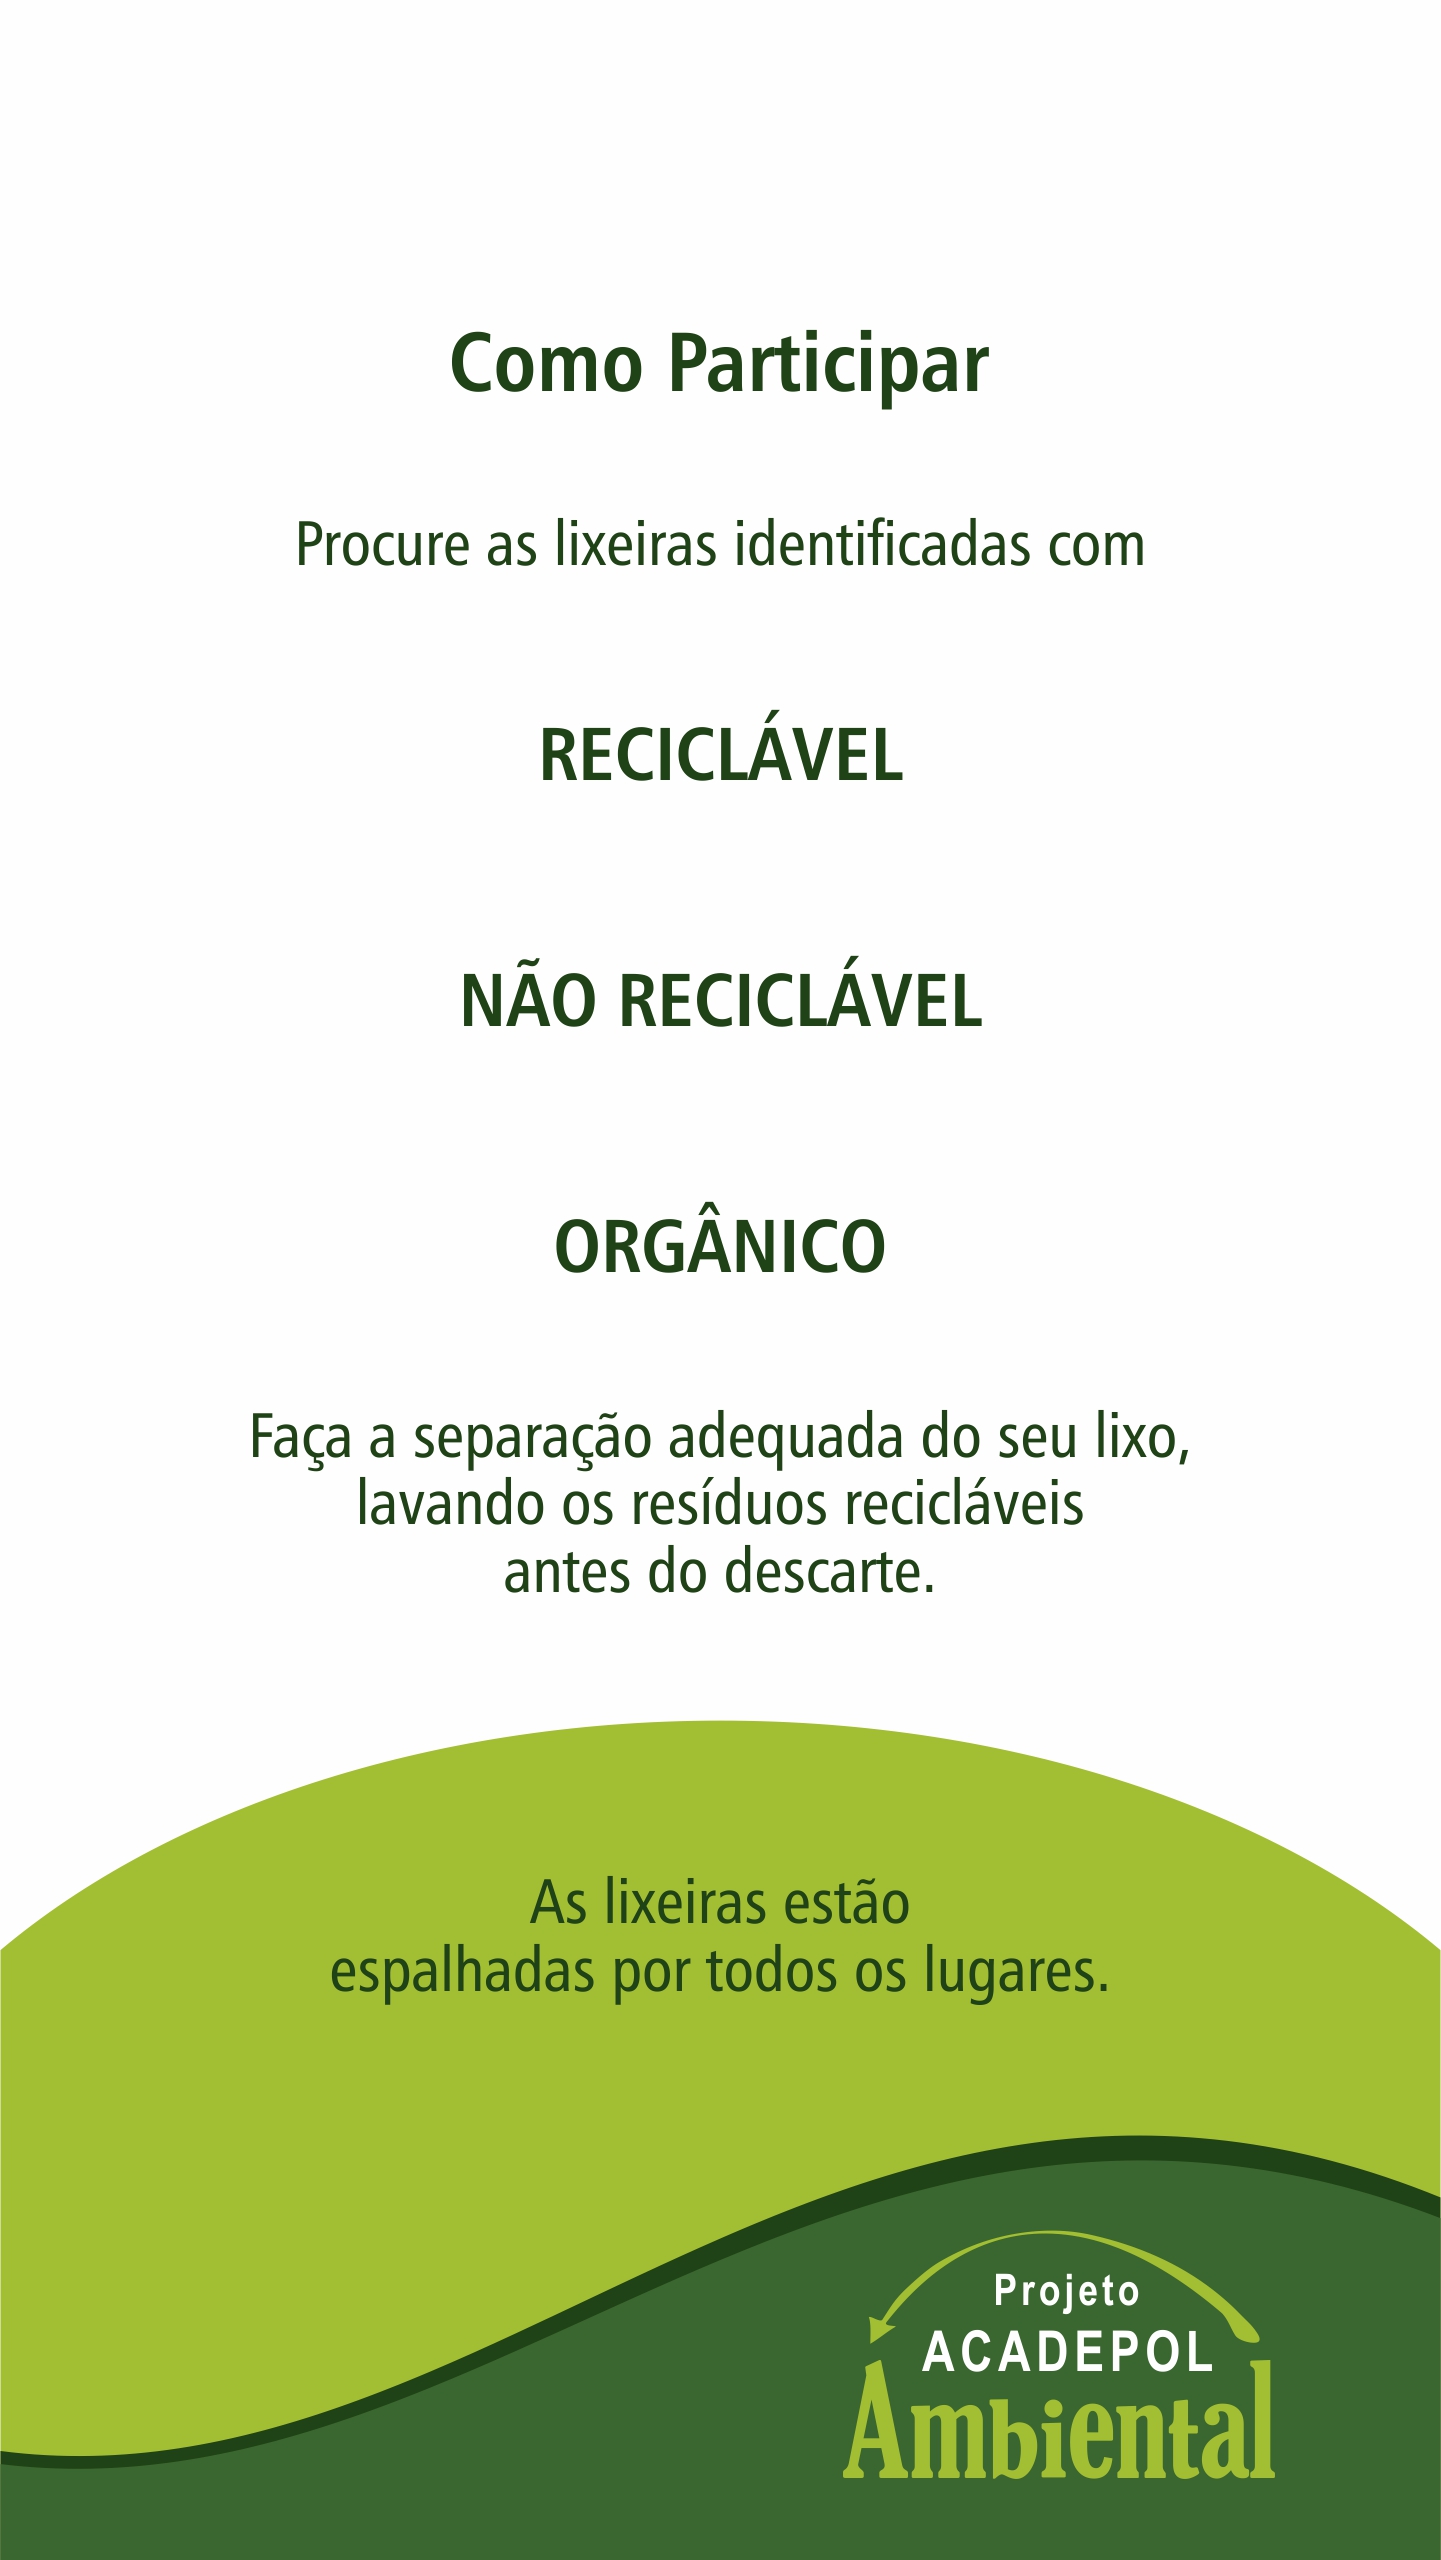 Como Participar
Procure as lixeiras identificadas com
RECICLÁVEL
NÃO RECICLÁVEL
ORGÂNICO
Faça a separação adequada do seu lixo,
lavando os resíduos recicláveis
antes do descarte.
As lixeiras estão
espalhadas por todos os lugares.
Projeto
ACADEPOL
Ambiental